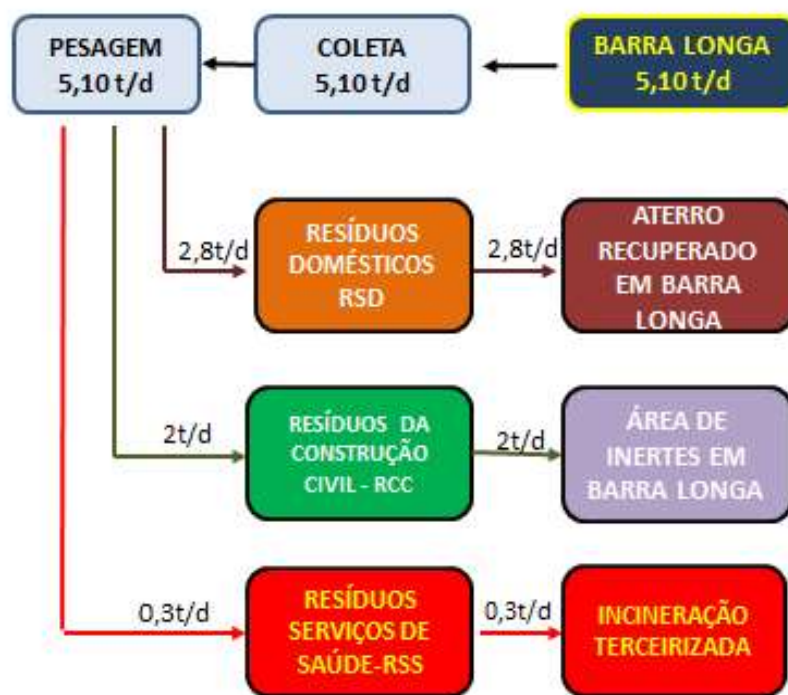 PESAGEM
5,10 t/d
COLETA
5,10 t/d
BARRA LONGA
5,10 t/d
2,8t/d
RESÍDUOS
DOMÉSTICOS
RSD
2,8t/d
ATERRO
RECUPERADO
EM BARRA
LONGA
2t/d
RESÍDUOS DA
CONSTRUÇÃO
CIVIL - RCC
2t/d
ÁREA DE
INERTES EM
BARRA LONGA
0,3t/d
RESÍDUOS
SERVIÇOS DE
SAÚDE-RSS
0,3t/d
INCINERAÇÃO
TERCEIRIZADA